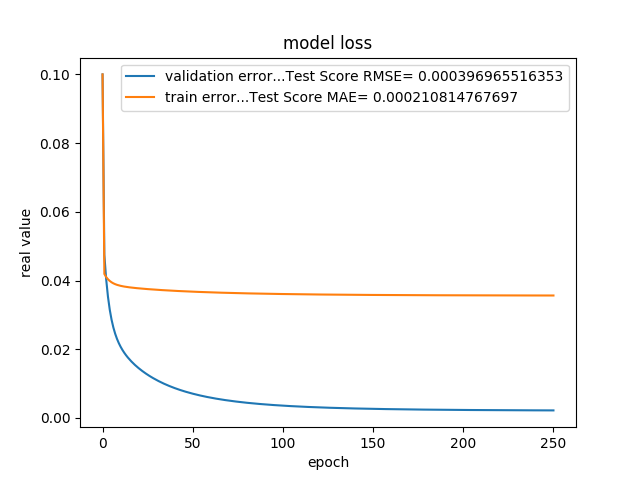 model loss
validation error...Test Score RMSE= 0.000396965516353
train error...Test Score MAE= 0.000210814767697
real value
0.10
0.08
0.06
0.04
0.02
0.00
0 50 100 150 200 250
epoch